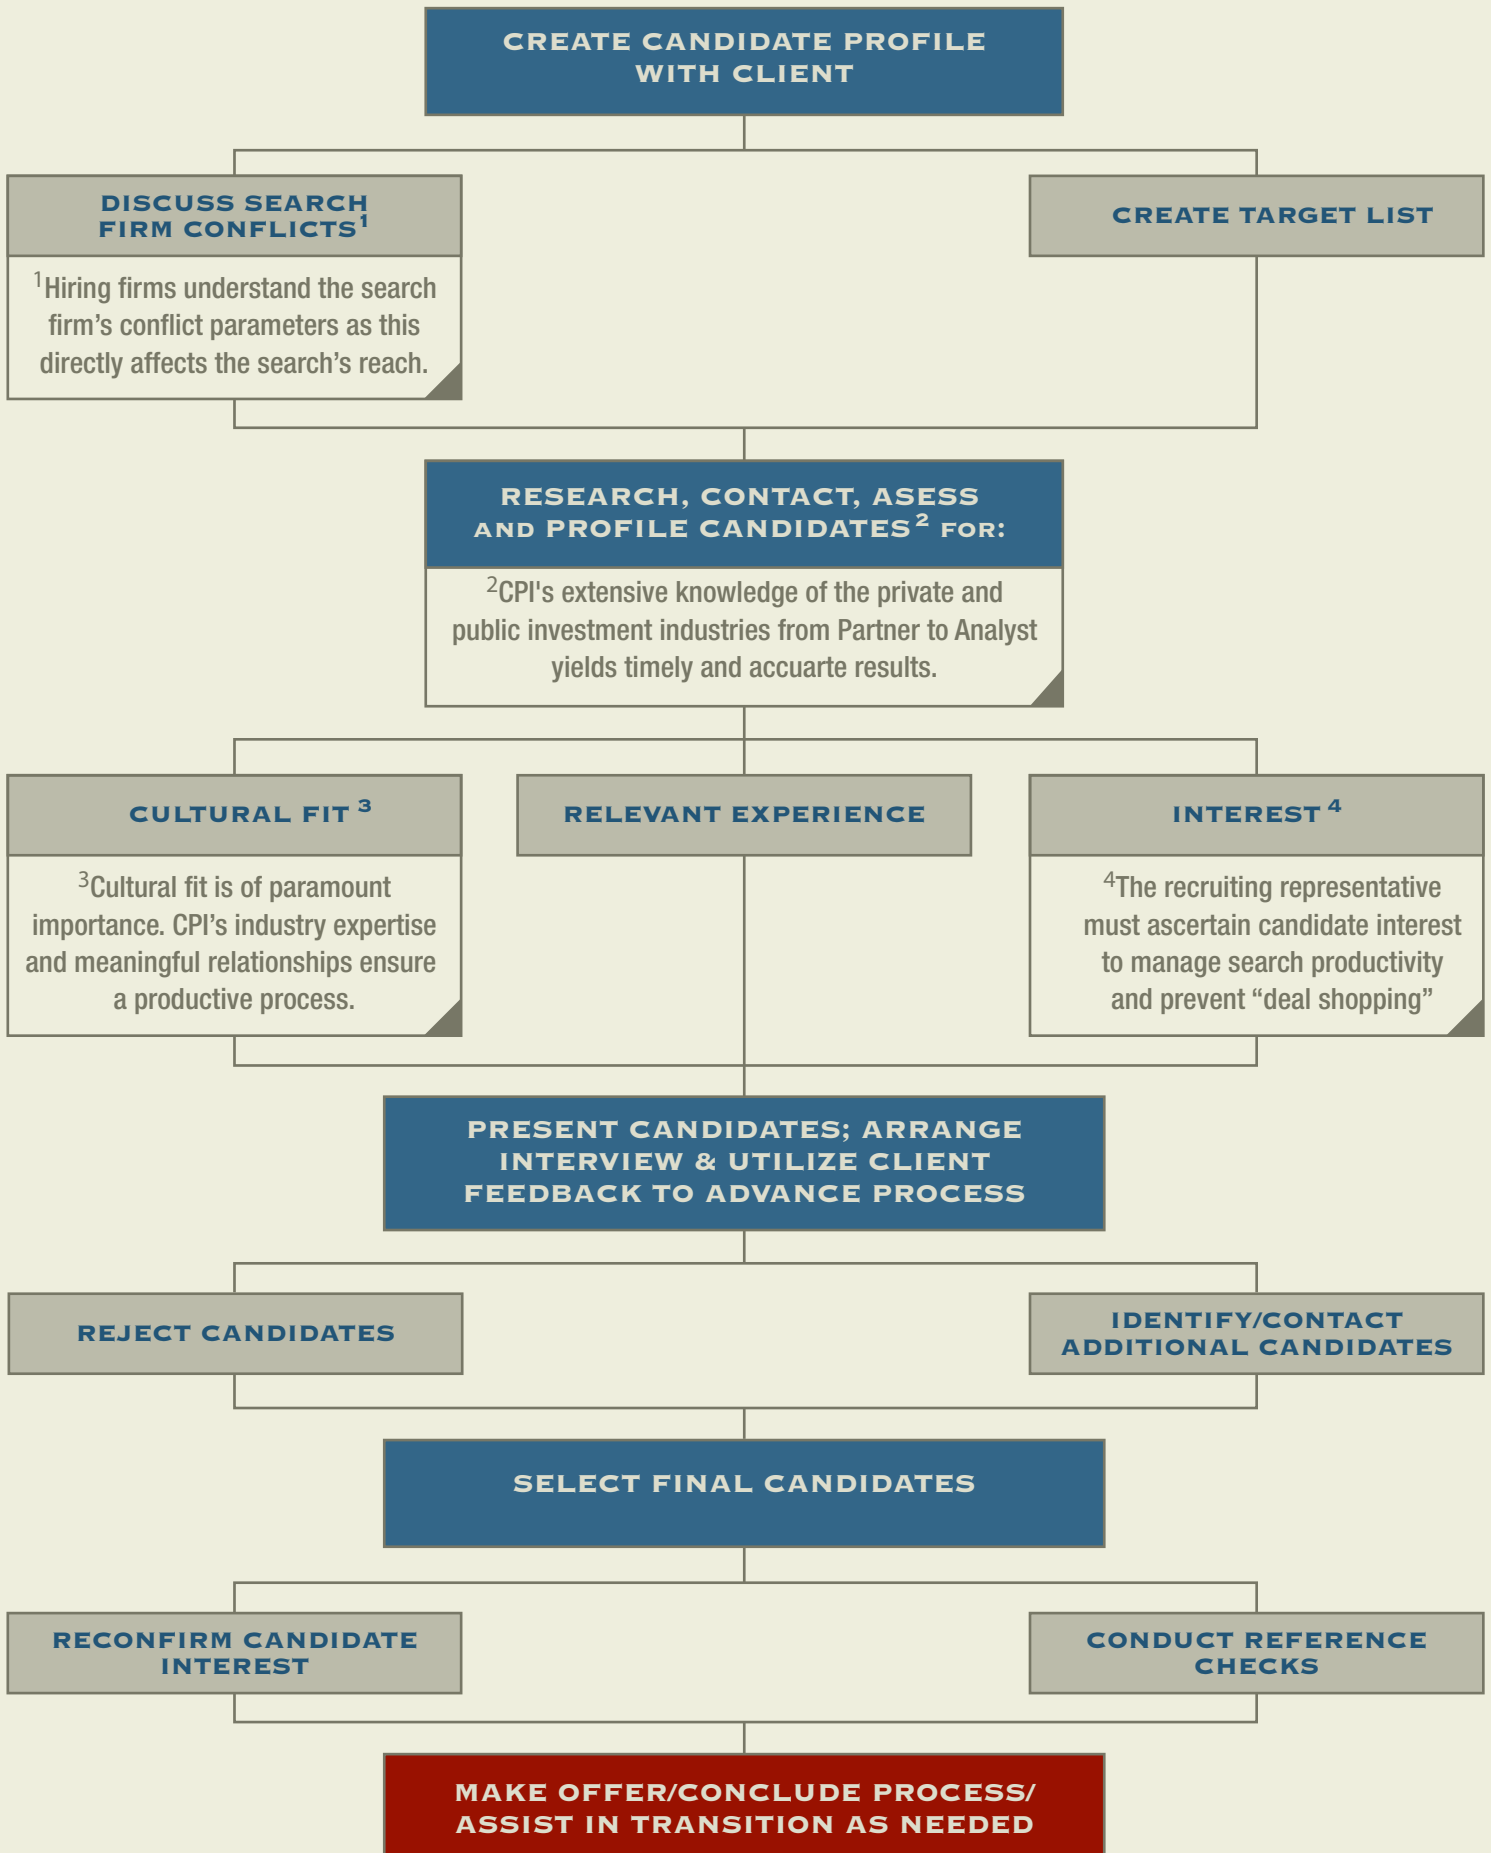 CREATE CANDIDATE PROFILE
WITH CLIENT
DISCUSS SEARCH
FIRM CONFLICTS¹
¹Hiring firms understand the search
firm’s conflict parameters as this
directly affects the search’s reach.
CREATE TARGET LIST
RESEARCH, CONTACT, ASESS
AND PROFILE CANDIDATES² FOR:
²CPI's extensive knowledge of the private and
public investment industries from Partner to Analyst
yields timely and accuarte results.
CULTURAL FIT ³
³Cultural fit is of paramount
importance. CPI’s industry expertise
and meaningful relationships ensure
a productive process.
RELEVANT EXPERIENCE
INTEREST ⁴
⁴The recruiting representative
must ascertain candidate interest
to manage search productivity
and prevent “deal shopping”
PRESENT CANDIDATES; ARRANGE
INTERVIEW & UTILIZE CLIENT
FEEDBACK TO ADVANCE PROCESS
REJECT CANDIDATES
IDENTIFY/CONTACT
ADDITIONAL CANDIDATES
SELECT FINAL CANDIDATES
RECONFIRM CANDIDATE
INTEREST
CONDUCT REFERENCE
CHECKS
MAKE OFFER/CONCLUDE PROCESS/
ASSIST IN TRANSITION AS NEEDED